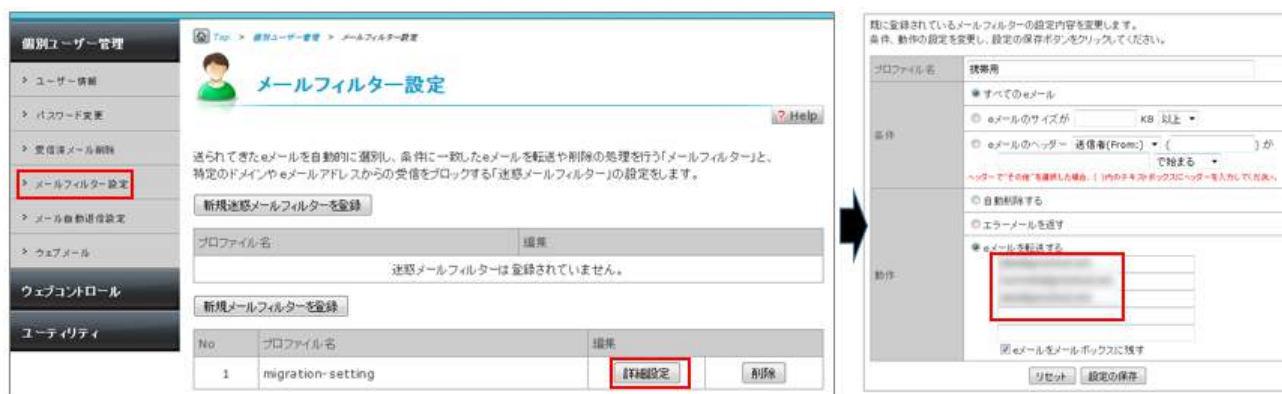 個別ユーザー管理
> ユーザー情報
> パスワード変更
> 受信済メール削除
> メールフィルター設定
> メール自動返信設定
> ウェブメール
ウェブコントロール
ユーティリティ
Top > 個別ユーザー管理 > メールフィルター設定
メールフィルター設定
? Help
送られてきたeメールを自動的に選別し、条件に一致したeメールを転送や削除の処理を行う「メールフィルター」と、
特定のドメインやeメールアドレスからの受信をブロックする「迷惑メールフィルター」の設定をします。
新規迷惑メールフィルターを登録
プロファイル名 編集
迷惑メールフィルターは登録されていません。
新規メールフィルターを登録
No プロファイル名 編集
1 migration-setting 詳細設定 削除
既に登録されているメールフィルターの設定内容を変更します。
条件、動作の設定を変更し、設定の保存ボタンをクリックしてください。
プロファイル名 携帯用
条件
すべてのeメール
eメールのサイズが KB 以上
eメールのヘッダー 送信者(From:) ( ) が
で始まる
ヘッダーで"その他"を選択した場合、( )内のテキストボックスにヘッダーを入力してください。
動作
自動削除する
エラーメールを返す
eメールを転送する
eメールをメールボックスに残す
リセット 設定の保存